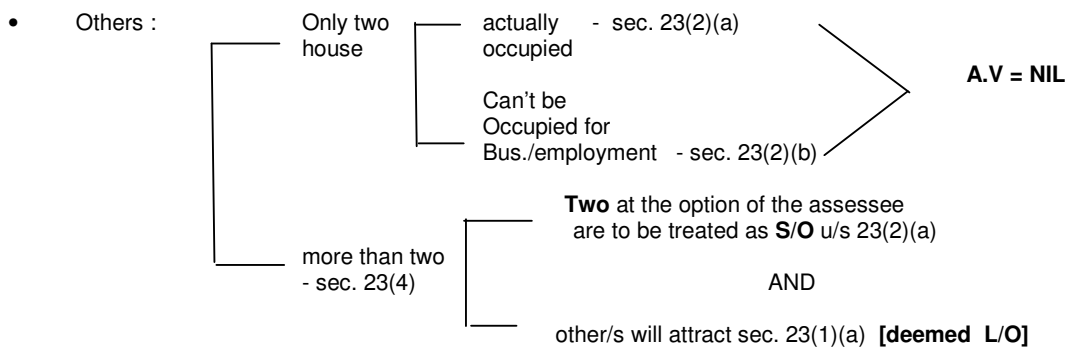 • Others :
Only two
house
actually - sec. 23(2)(a)
occupied
A.V = NIL
Can't be
Occupied for
Bus./employment - sec. 23(2)(b)
Two at the option of the assessee
are to be treated as S/O u/s 23(2)(a)
more than two
- sec. 23(4)
AND
other/s will attract sec. 23(1)(a) [deemed L/O]